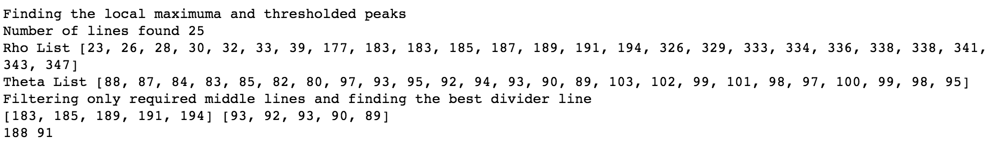 Finding the local maximuma and thresholded peaks
Number of lines found 25
Rho List [23, 26, 28, 30, 32, 33, 39, 177, 183, 183, 185, 187, 189, 191, 194, 326, 329, 333, 334, 336, 338, 338, 341,
343, 347]
Theta List [88, 87, 84, 83, 85, 82, 80, 97, 93, 95, 92, 94, 93, 90, 89, 103, 102, 99, 101, 98, 97, 100, 99, 98, 95]
Filtering only required middle lines and finding the best divider line
[183, 185, 189, 191, 194] [93, 92, 93, 90, 89]
188 91